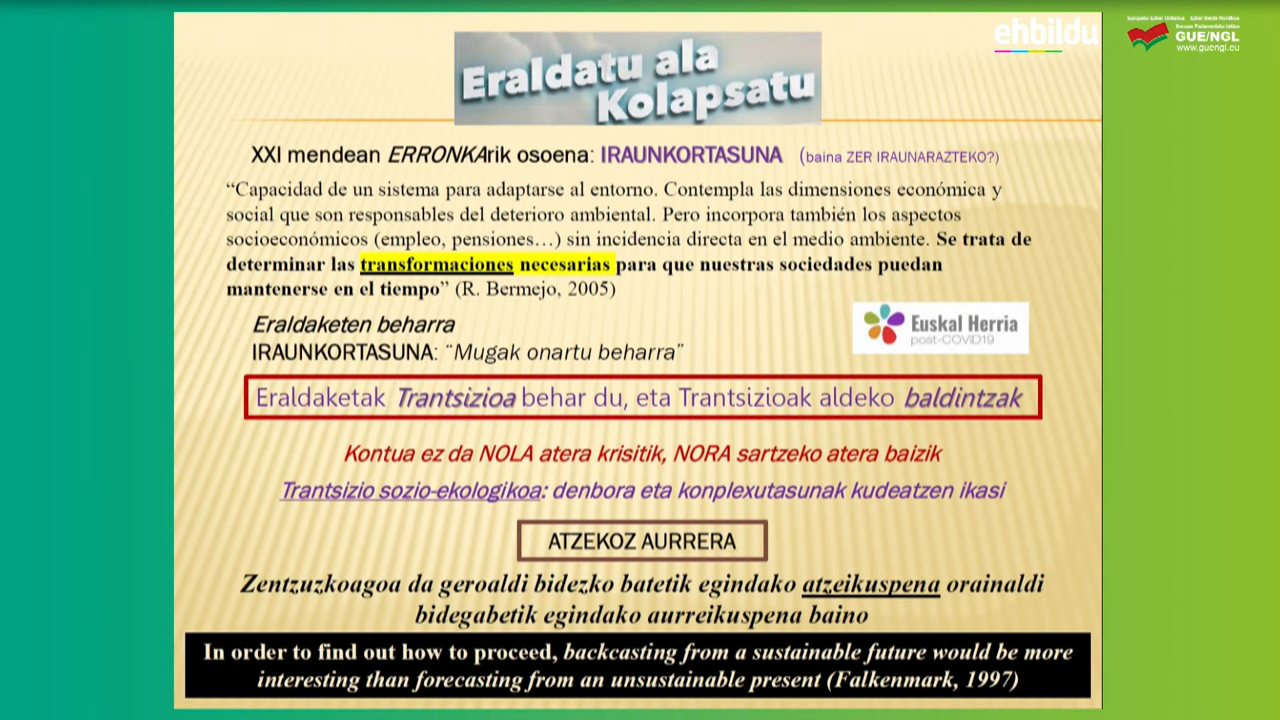 ehbildu
GUE/NGL
www.guengl.eu
Eraldatu ala
Kolapsatu
XXI mendean ERRONKArik osoena: IRAUNKORTASUNA (baina ZER IRAUNARAZTEKO?)
“Capacidad de un sistema para adaptarse al entorno. Contempla las dimensiones económica y
social que son responsables del deterioro ambiental. Pero incorpora también los aspectos
socioeconómicos (empleo, pensiones…) sin incidencia directa en el medio ambiente. Se trata de
determinar las transformaciones necesarias para que nuestras sociedades puedan
mantenerse en el tiempo” (R. Bermejo, 2005)
Eraldaketen beharra
IRAUNKORTASUNA: “Mugak onartu beharra”
Euskal Herria
post-COVID19
Eraldaketak Trantsizioa behar du, eta Trantsizioak aldeko baldintzak
Kontua ez da NOLA atera krisitik, NORA sartzeko atera baizik
Trantsizio sozio-ekologikoa: denbora eta konplexutasunak kudeatzen ikasi
ATZEKOZ AURRERA
Zentzuzkoagoa da geroaldi bidezko batetik egindako atzeikuspena orainaldi
bidegabetik egindako aurreikuspena baino
In order to find out how to proceed, backcasting from a sustainable future would be more
interesting than forecasting from an unsustainable present (Falkenmark, 1997)